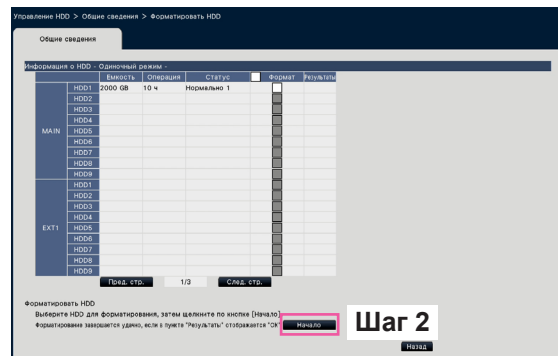 Управление HDD > Общие сведения > Форматировать HDD
Общие сведения
Информация о HDD - Одиночный режим -
Емкость Операция Статус Формат Результаты
HDD1 2000 GB 10 ч Нормально 1
HDD2
HDD3
HDD4
MAIN HDD5
HDD6
HDD7
HDD8
HDD9
HDD1
HDD2
HDD3
HDD4
EXT1 HDD5
HDD6
HDD7
HDD8
HDD9
Пред. стр. 1/3 След. стр.
Форматировать HDD
Выберите HDD для форматирования, затем щелкните по кнопке [Начало]
Форматирование завершается удачно, если в пункте "Результаты" отображается "OK" Начало Шаг 2
Назад